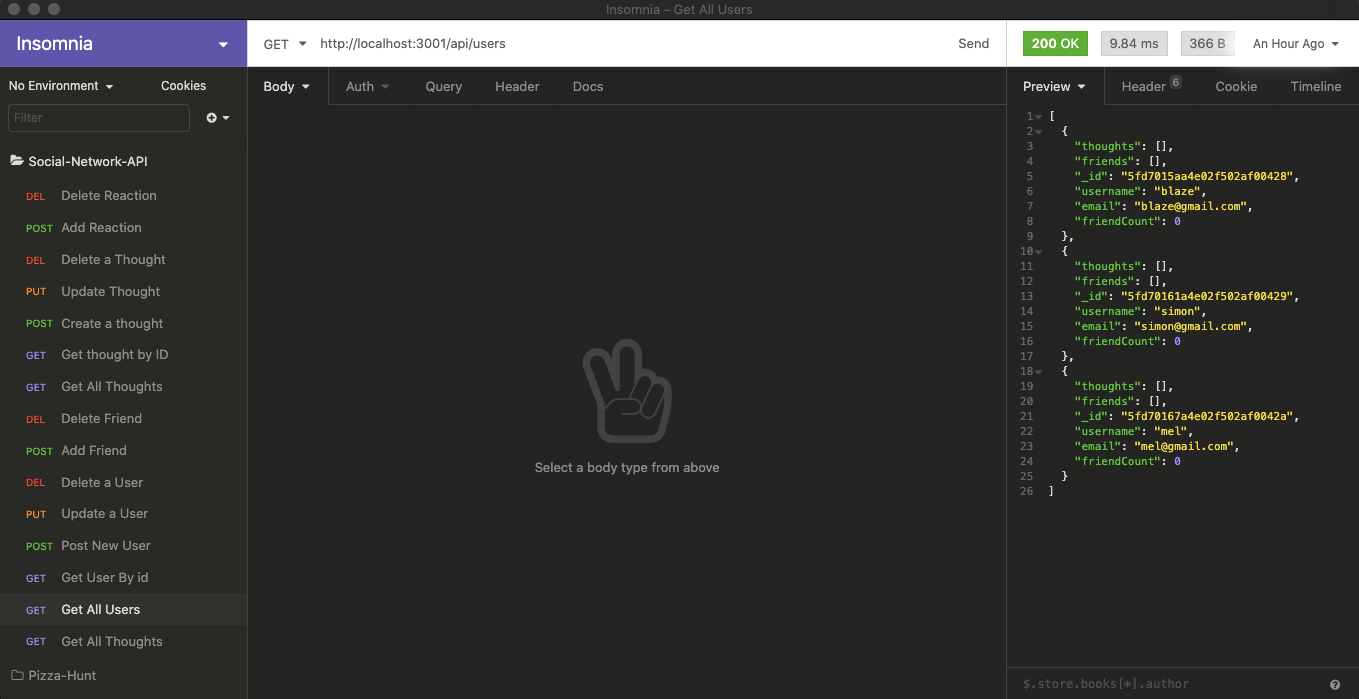 Insomnia – Get All Users
Insomnia
GET http://localhost:3001/api/users Send
200 OK 9.84 ms 366 B An Hour Ago
No Environment Cookies
Filter
Social-Network-API
DEL Delete Reaction
POST Add Reaction
DEL Delete a Thought
PUT Update Thought
POST Create a thought
GET Get thought by ID
GET Get All Thoughts
DEL Delete Friend
POST Add Friend
DEL Delete a User
PUT Update a User
POST Post New User
GET Get User By id
GET Get All Users
GET Get All Thoughts
Pizza-Hunt
Body Auth Query Header Docs
Select a body type from above
Preview Header 6 Cookie Timeline
1 [
2 {
3 "thoughts": [],
4 "friends": [],
5 "_id": "5fd7015aa4e02f502af00428",
6 "username": "blaze",
7 "email": "blaze@gmail.com",
8 "friendCount": 0
9 },
10 {
11 "thoughts": [],
12 "friends": [],
13 "_id": "5fd70161a4e02f502af00429",
14 "username": "simon",
15 "email": "simon@gmail.com",
16 "friendCount": 0
17 },
18 {
19 "thoughts": [],
20 "friends": [],
21 "_id": "5fd70167a4e02f502af0042a",
22 "username": "mel",
23 "email": "mel@gmail.com",
24 "friendCount": 0
25 }
26 ]
$.store.books[*].author